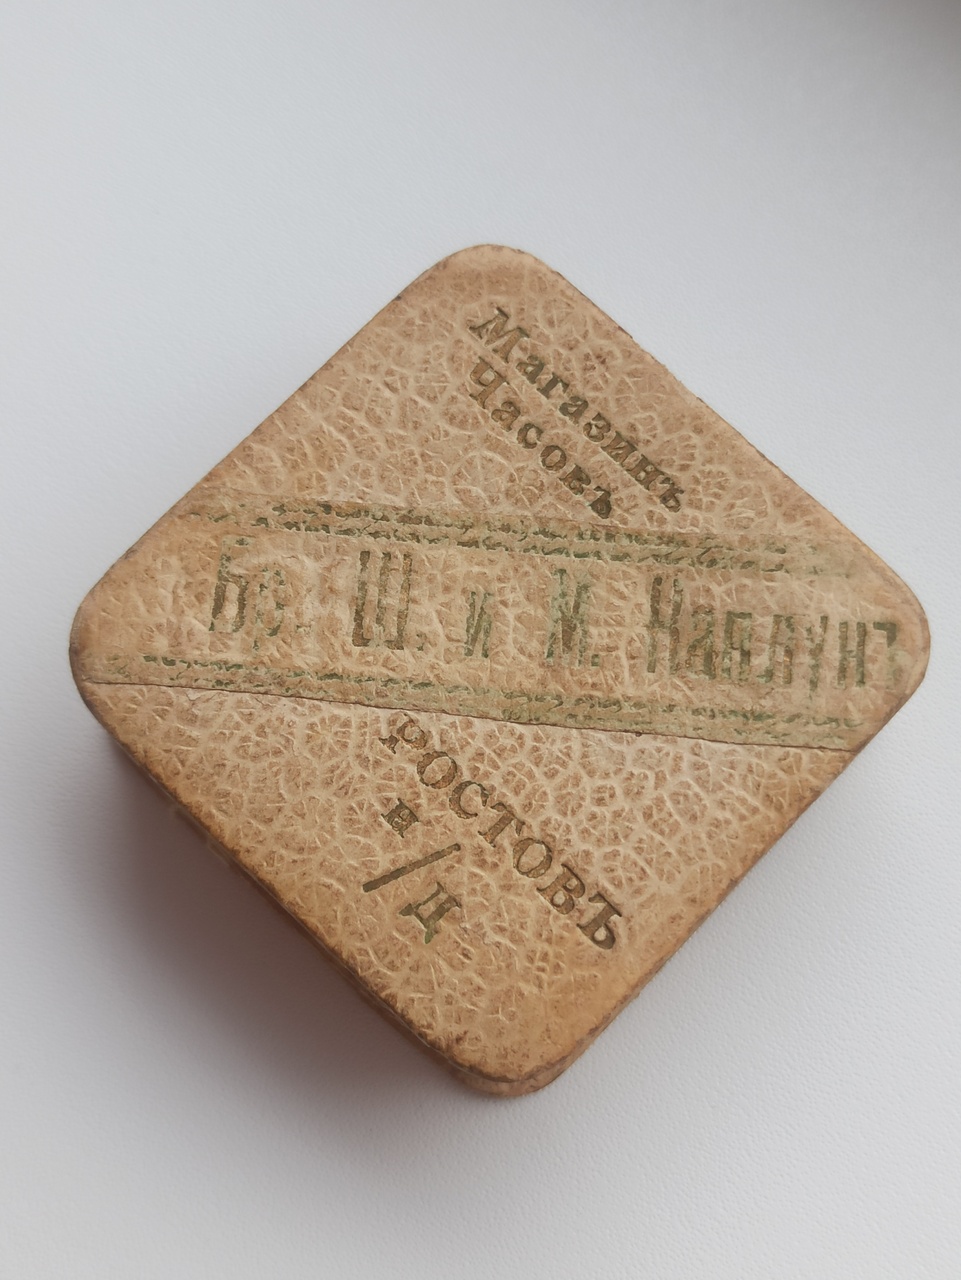 Магазинъ
Часовъ
Бр. Ш. и М. Каплунъ
РОСТОВЪ
н/Д